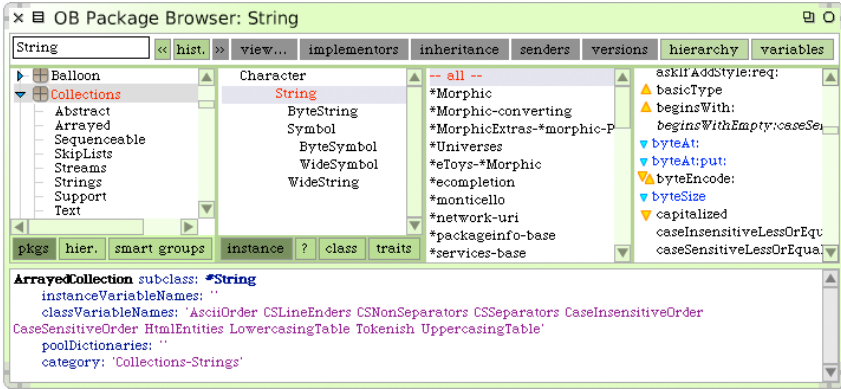 OB Package Browser: String
String
« hist. » view... implementors inheritance senders versions hierarchy variables
Balloon
Collections
Abstract
Arrayed
Sequenceable
SkipLists
Streams
Strings
Support
Text
pkgs hier. smart groups
Character
String
ByteString
Symbol
ByteSymbol
WideSymbol
WideString
instance ? class traits
-- all --
*Morphic
*Morphic-converting
*MorphicExtras-*morphic-P
*Universes
*eToys-*Morphic
*ecompletion
*monticello
*network-uri
*packageinfo-base
*services-base
askIfAddStyle:req:
basicType
beginsWith:
beginsWithEmpty:caseSen
byteAt:
byteAt:put:
byteEncode:
byteSize
capitalized
caseInsensitiveLessOrEqu
caseSensitiveLessOrEqual
ArrayedCollection subclass: #String
instanceVariableNames: ''
classVariableNames: 'AsciiOrder CSLineEnders CSNonSeparators CSSeparators CaseInsensitiveOrder
CaseSensitiveOrder HtmlEntities LowercasingTable Tokenish UppercasingTable'
poolDictionaries: ''
category: 'Collections-Strings'